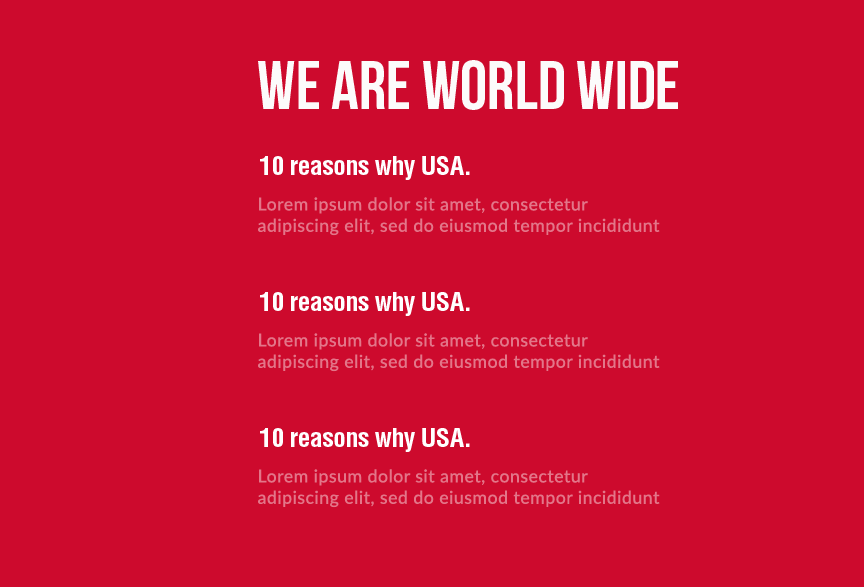 WE ARE WORLD WIDE
10 reasons why USA.
Lorem ipsum dolor sit amet, consectetur
adipiscing elit, sed do eiusmod tempor incididunt
10 reasons why USA.
Lorem ipsum dolor sit amet, consectetur
adipiscing elit, sed do eiusmod tempor incididunt
10 reasons why USA.
Lorem ipsum dolor sit amet, consectetur
adipiscing elit, sed do eiusmod tempor incididunt